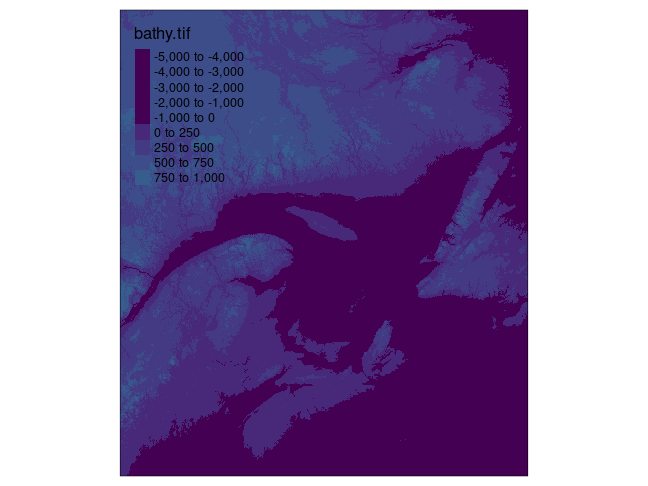 bathy.tif
-5,000 to -4,000
-4,000 to -3,000
-3,000 to -2,000
-2,000 to -1,000
-1,000 to 0
0 to 250
250 to 500
500 to 750
750 to 1,000